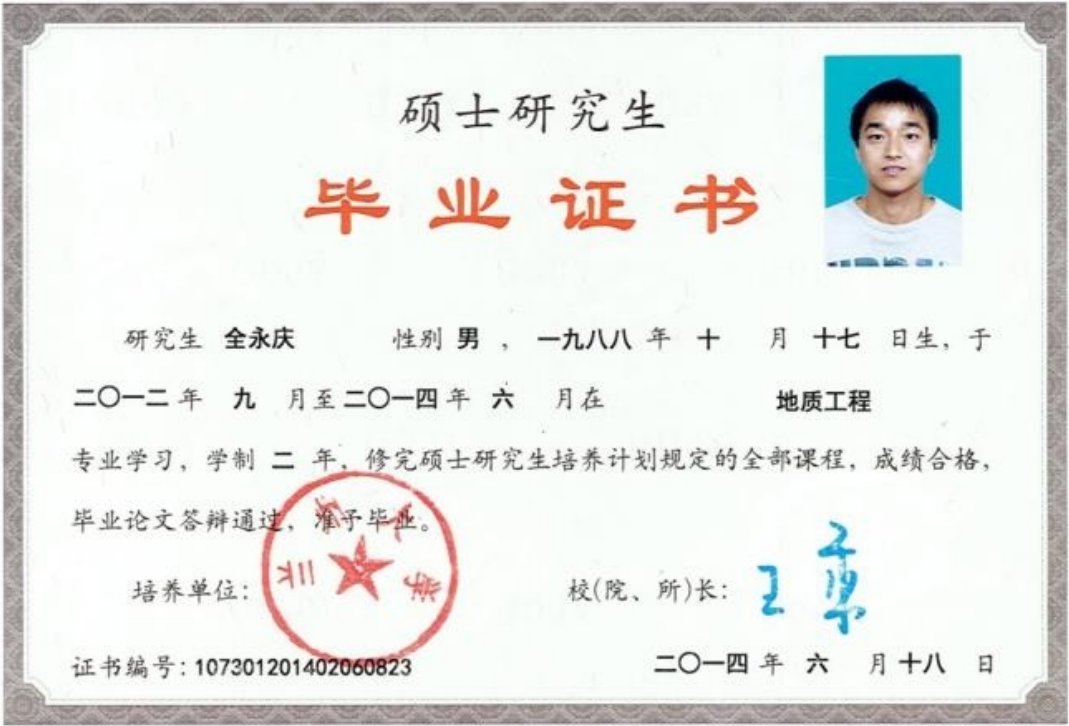 硕士研究生
毕业证书
研究生 全永庆 性别 男 ，一九八八 年 十 月 十七 日生，于
二〇一二 年 九 月至 二〇一四 年 六 月在 地质工程
专业学习，学制 二 年，修完硕士研究生培养计划规定的全部课程，成绩合格，
毕业论文答辩通过，准予毕业。
兰州大学
培养单位： 校(院、所)长： 王乘
证书编号：107301201402060823 二〇一四 年 六 月 十八 日